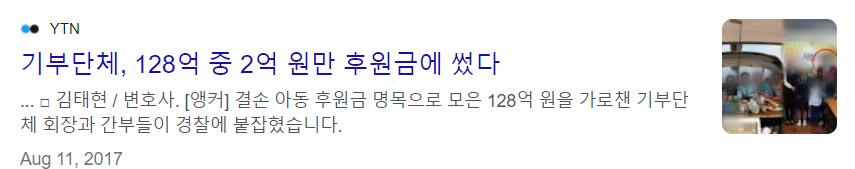 YTN
기부단체, 128억 중 2억 원만 후원금에 썼다
... □ 김태현 / 변호사. [앵커] 결손 아동 후원금 명목으로 모은 128억 원을 가로챈 기부단
체 회장과 간부들이 경찰에 붙잡혔습니다.
Aug 11, 2017